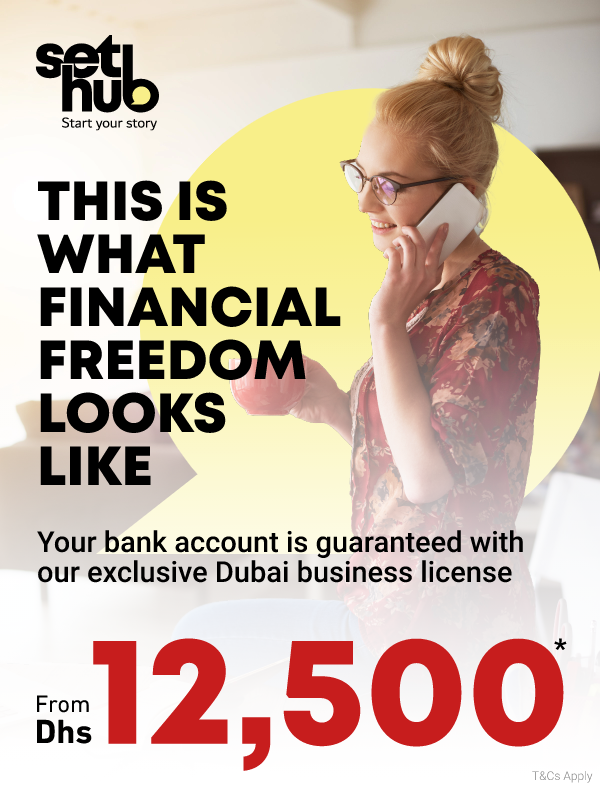 seti
hub
Start your story
THIS IS
WHAT
FINANCIAL
FREEDOM
LOOKS
LIKE
Your bank account is guaranteed with
our exclusive Dubai business license
From
Dhs 12,500*
T&Cs Apply